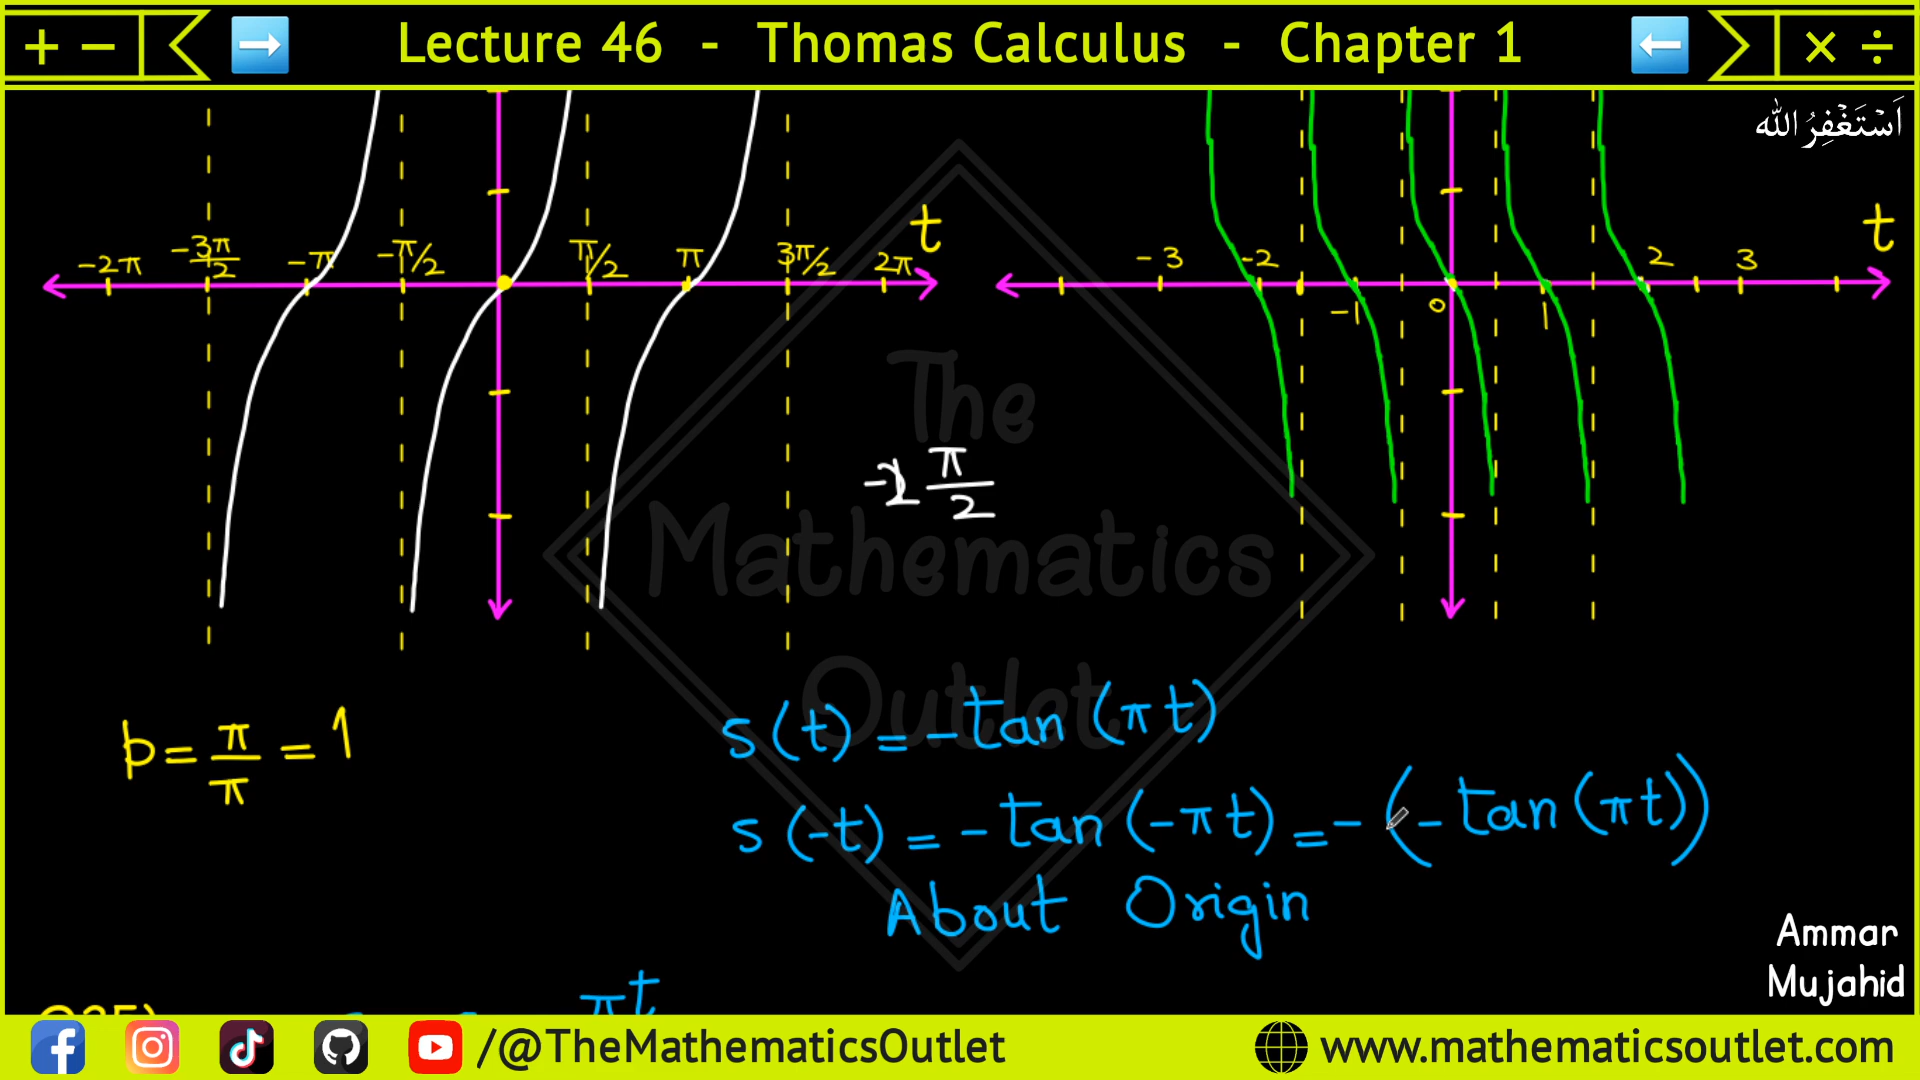 + − Lecture 46 - Thomas Calculus - Chapter 1 × ÷
اَسْتَغْفِرُ اللّٰه
t
t
-2π -3π/2 -π -π/2 π/2 π 3π/2 2π
-3 -2 -1 0 1 2 3
π/2
The
Mathematics
Outlet
p = π/π = 1
s(t) = -tan(πt)
s(-t) = -tan(-πt) = -(-tan(πt))
About Origin
Ammar
Mujahid
πt
/@TheMathematicsOutlet
www.mathematicsoutlet.com